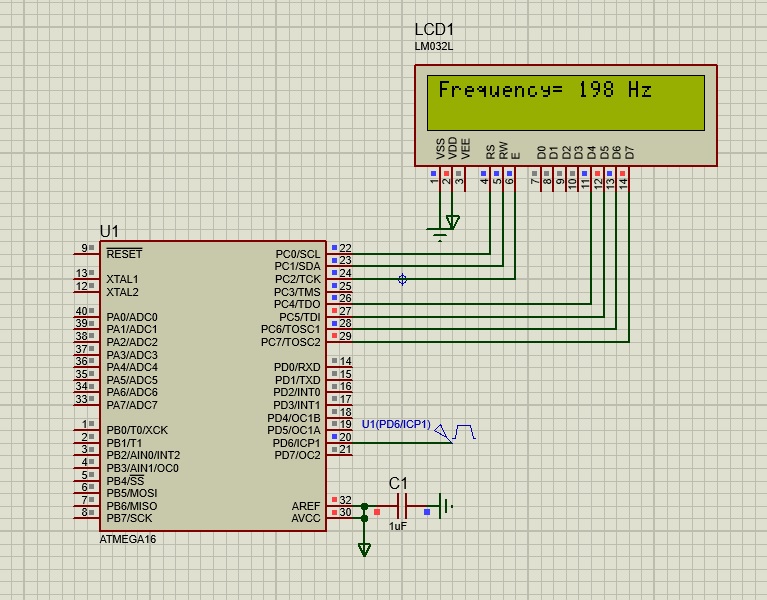 LCD1
LM032L
Frequency= 198 Hz
VSS VDD VEE RS RW E D0 D1 D2 D3 D4 D5 D6 D7
1 2 3 4 5 6 7 8 9 10 11 12 13 14
U1
9 RESET PC0/SCL 22
PC1/SDA 23
13 XTAL1 PC2/TCK 24
12 XTAL2 PC3/TMS 25
PC4/TDO 26
40 PA0/ADC0 PC5/TDI 27
39 PA1/ADC1 PC6/TOSC1 28
38 PA2/ADC2 PC7/TOSC2 29
37 PA3/ADC3
36 PA4/ADC4 PD0/RXD 14
35 PA5/ADC5 PD1/TXD 15
34 PA6/ADC6 PD2/INT0 16
33 PA7/ADC7 PD3/INT1 17
PD4/OC1B 18
1 PB0/T0/XCK PD5/OC1A 19 U1(PD6/ICP1)
2 PB1/T1 PD6/ICP1 20
3 PB2/AIN0/INT2 PD7/OC2 21
4 PB3/AIN1/OC0
5 PB4/SS
6 PB5/MOSI
7 PB6/MISO AREF 32
8 PB7/SCK AVCC 30
C1
1uF
ATMEGA16